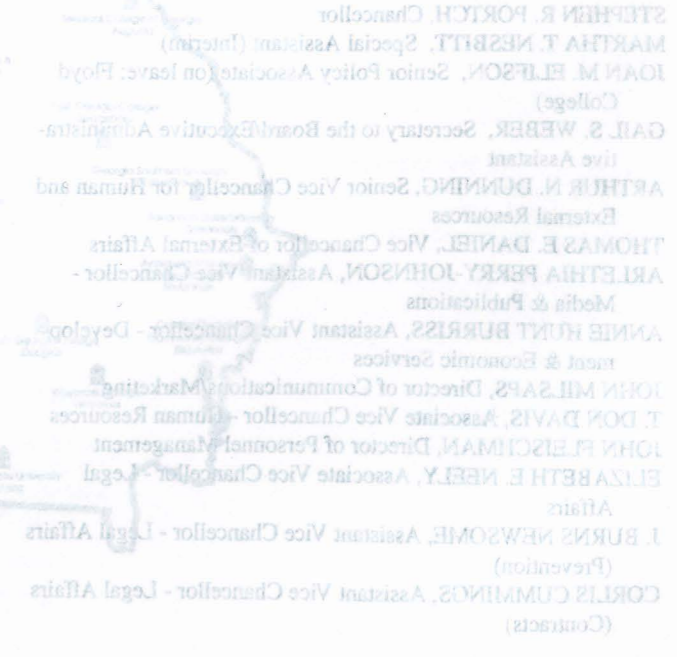 STEPHEN R. PORTCH, Chancellor
MARTHA T. NESBITT, Special Assistant (Interim)
JOAN M. ELIFSON, Senior Policy Associate (on leave: Floyd
College)
GAIL S. WEBER, Secretary to the Board/Executive Administra-
tive Assistant
ARTHUR N. DUNNING, Senior Vice Chancellor for Human and
External Resources
THOMAS E. DANIEL, Vice Chancellor of External Affairs
ARLETHIA PERRY-JOHNSON, Assistant Vice Chancellor -
Media & Publications
ANNIE HUNT BURRISS, Assistant Vice Chancellor - Develop-
ment & Economic Services
JOHN MILLSAPS, Director of Communications/Marketing
T. DON DAVIS, Associate Vice Chancellor - Human Resources
JOHN FLEISCHMAN, Director of Personnel Management
ELIZABETH E. NEELY, Associate Vice Chancellor - Legal
Affairs
J. BURNS NEWSOME, Assistant Vice Chancellor - Legal Affairs
(Prevention)
CORLIS CUMMINGS, Assistant Vice Chancellor - Legal Affairs
(Contracts)